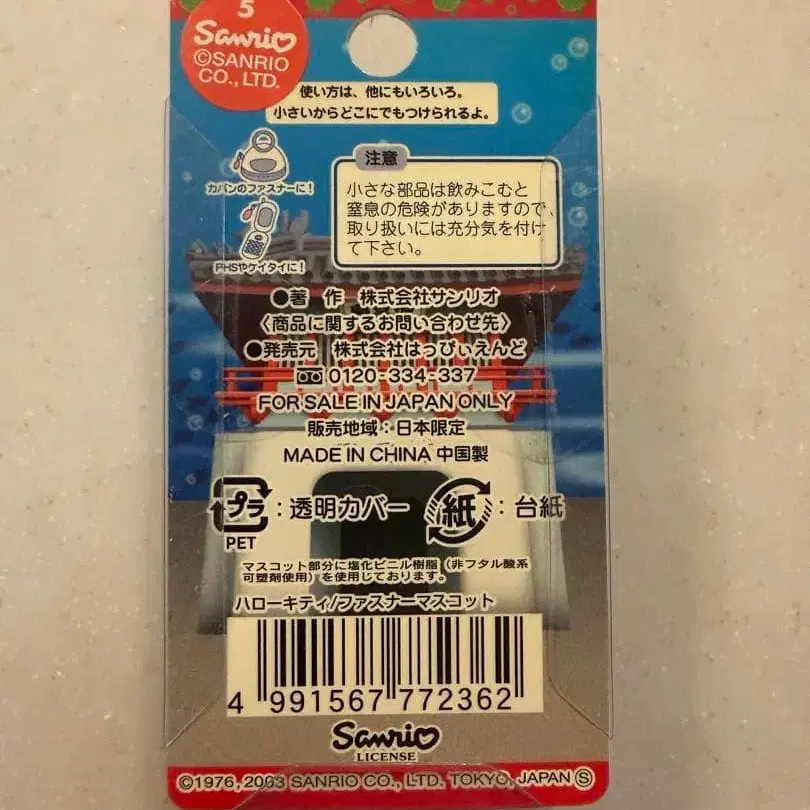 5
Sanrio
©SANRIO
CO., LTD.
使い方は、他にもいろいろ。
小さいからどこにでもつけられるよ。
カバンのファスナーに!
PHSやケイタイに!
注意
小さな部品は飲みこむと
窒息の危険がありますので、
取り扱いには充分気を付け
て下さい。
●著 作 株式会社サンリオ
〈商品に関するお問い合わせ先〉
●発売元 株式会社はっぴぃえんど
0120-334-337
FOR SALE IN JAPAN ONLY
販売地域:日本限定
MADE IN CHINA 中国製
プラ:透明カバー 紙:台紙
PET
マスコット部分に塩化ビニル樹脂(非フタル酸系
可塑剤使用)を使用しております。
ハローキティ/ファスナーマスコット
4 991567 772362
Sanrio
LICENSE
©1976, 2003 SANRIO CO., LTD. TOKYO, JAPAN Ⓢ